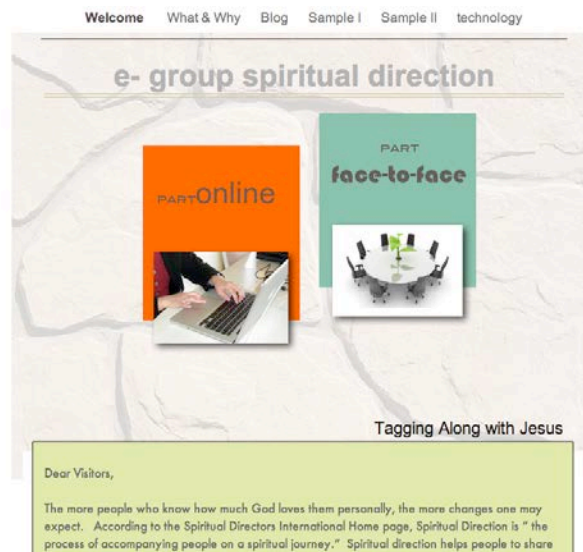 Welcome What & Why Blog Sample I Sample II technology
e- group spiritual direction
PART
face-to-face
PARTonline
Tagging Along with Jesus
Dear Visitors,
The more people who know how much God loves them personally, the more changes one may
expect. According to the Spiritual Directors International Home page, Spiritual Direction is " the
process of accompanying people on a spiritual journey." Spiritual direction helps people to share